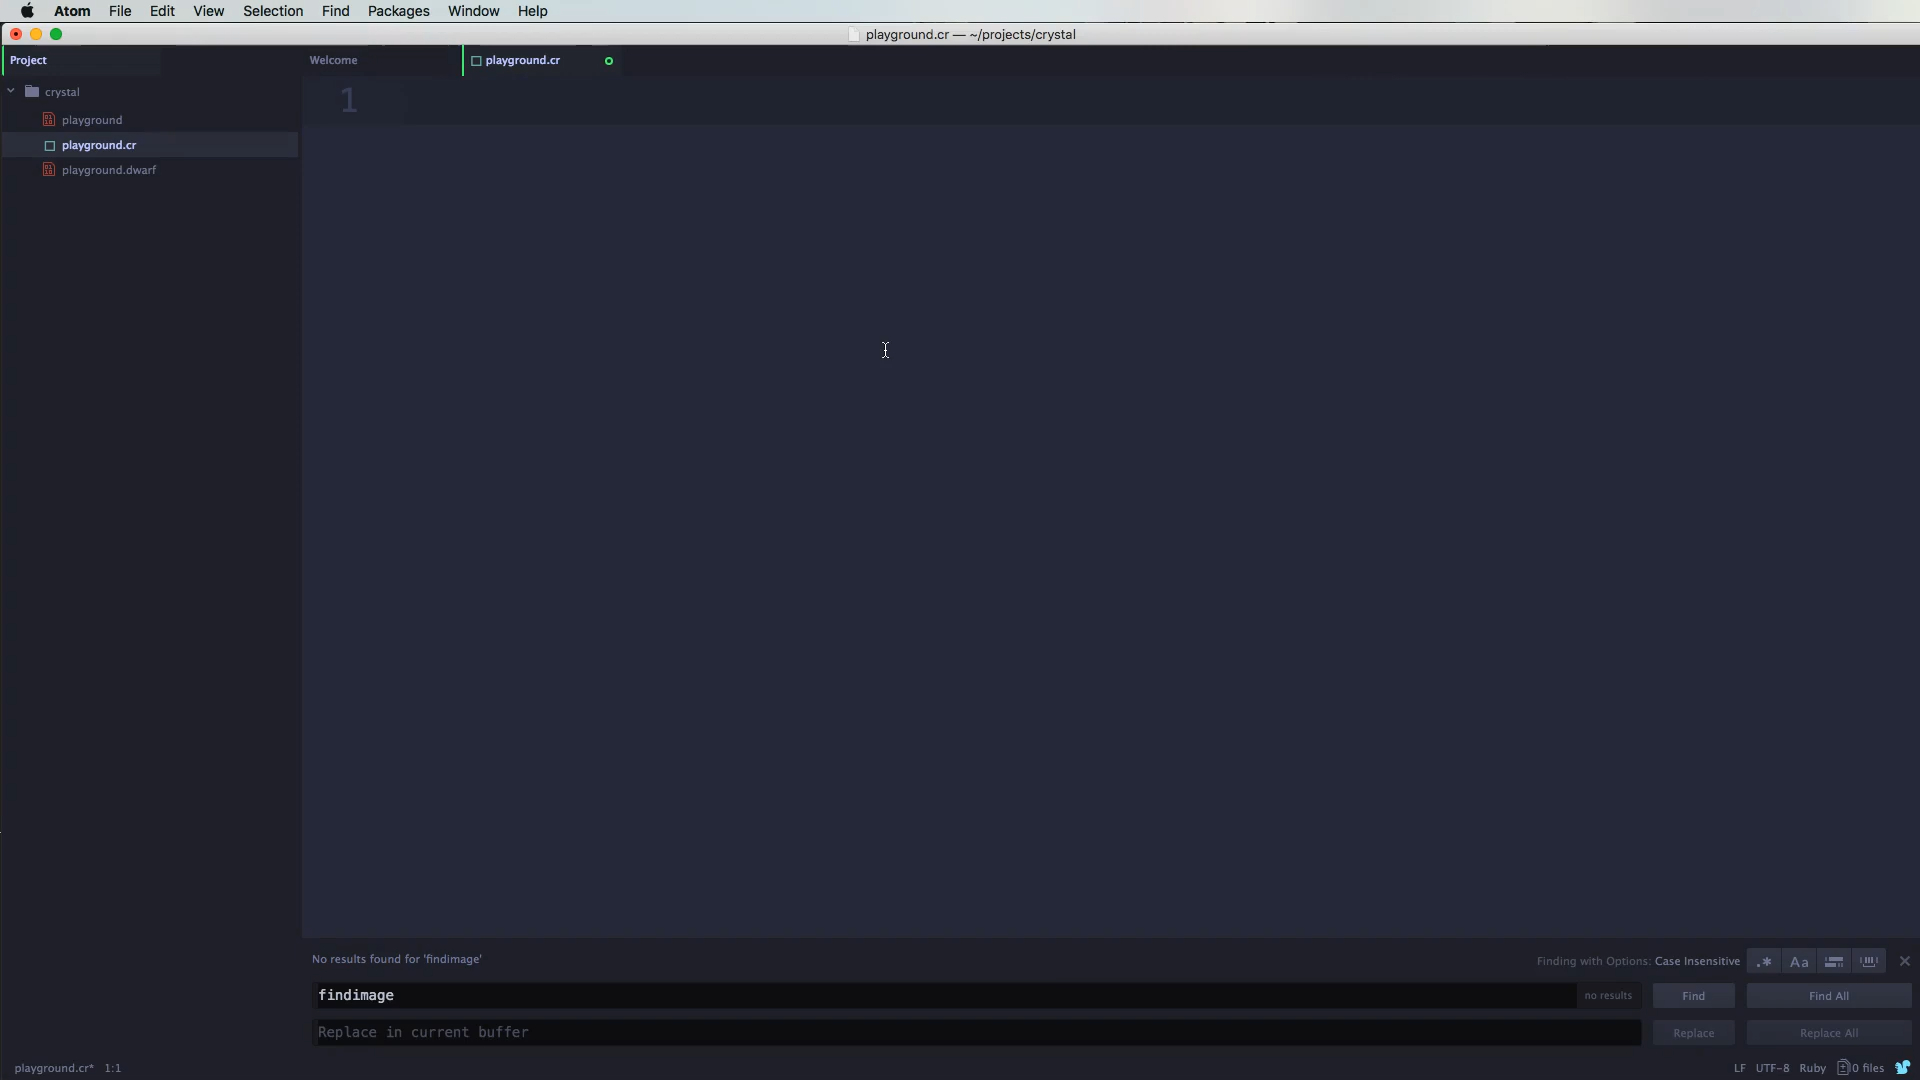 Atom File Edit View Selection Find Packages Window Help
playground.cr — ~/projects/crystal
Project
Welcome
playground.cr
crystal
playground
playground.cr
playground.dwarf
1
No results found for 'findimage'
Finding with Options: Case Insensitive
.* Aa
findimage
no results
Find
Find All
Replace in current buffer
Replace
Replace All
playground.cr* 1:1
LF UTF-8 Ruby 0 files